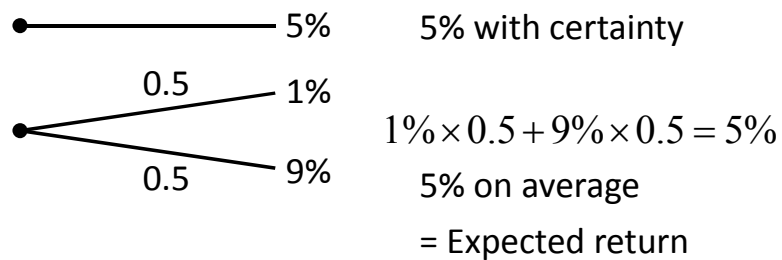 5% 5% with certainty
0.5 1%
1% × 0.5 + 9% × 0.5 = 5%
0.5 9%
5% on average
= Expected return